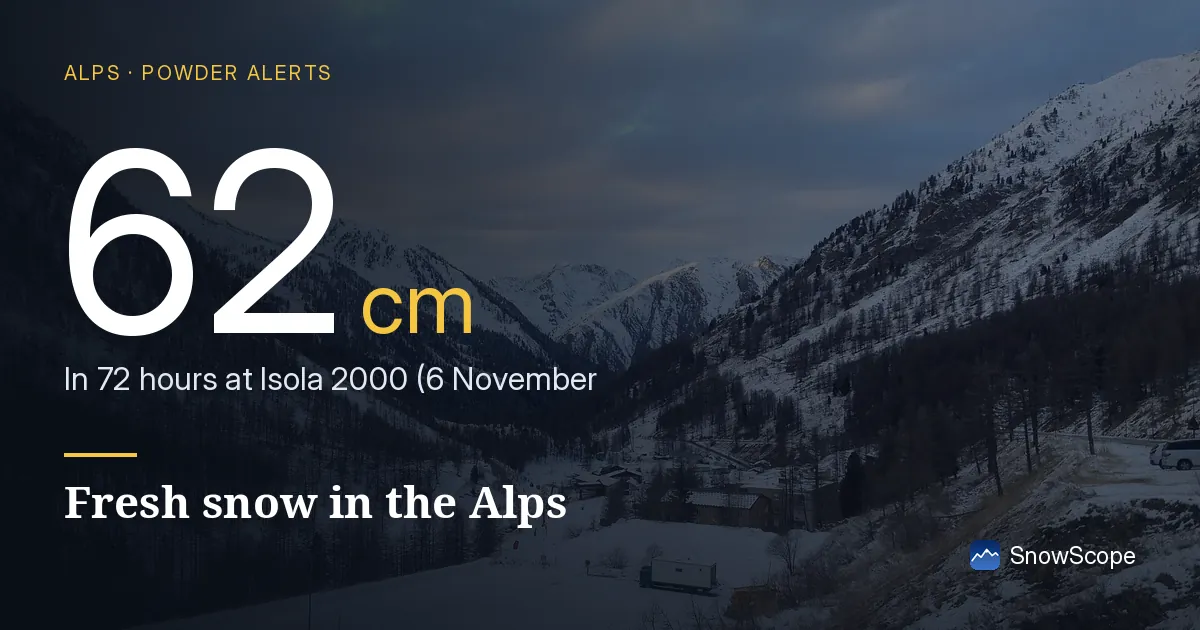 ALPS · POWDER ALERTS
62 cm
In 72 hours at Isola 2000 (6 November
Fresh snow in the Alps
SnowScope